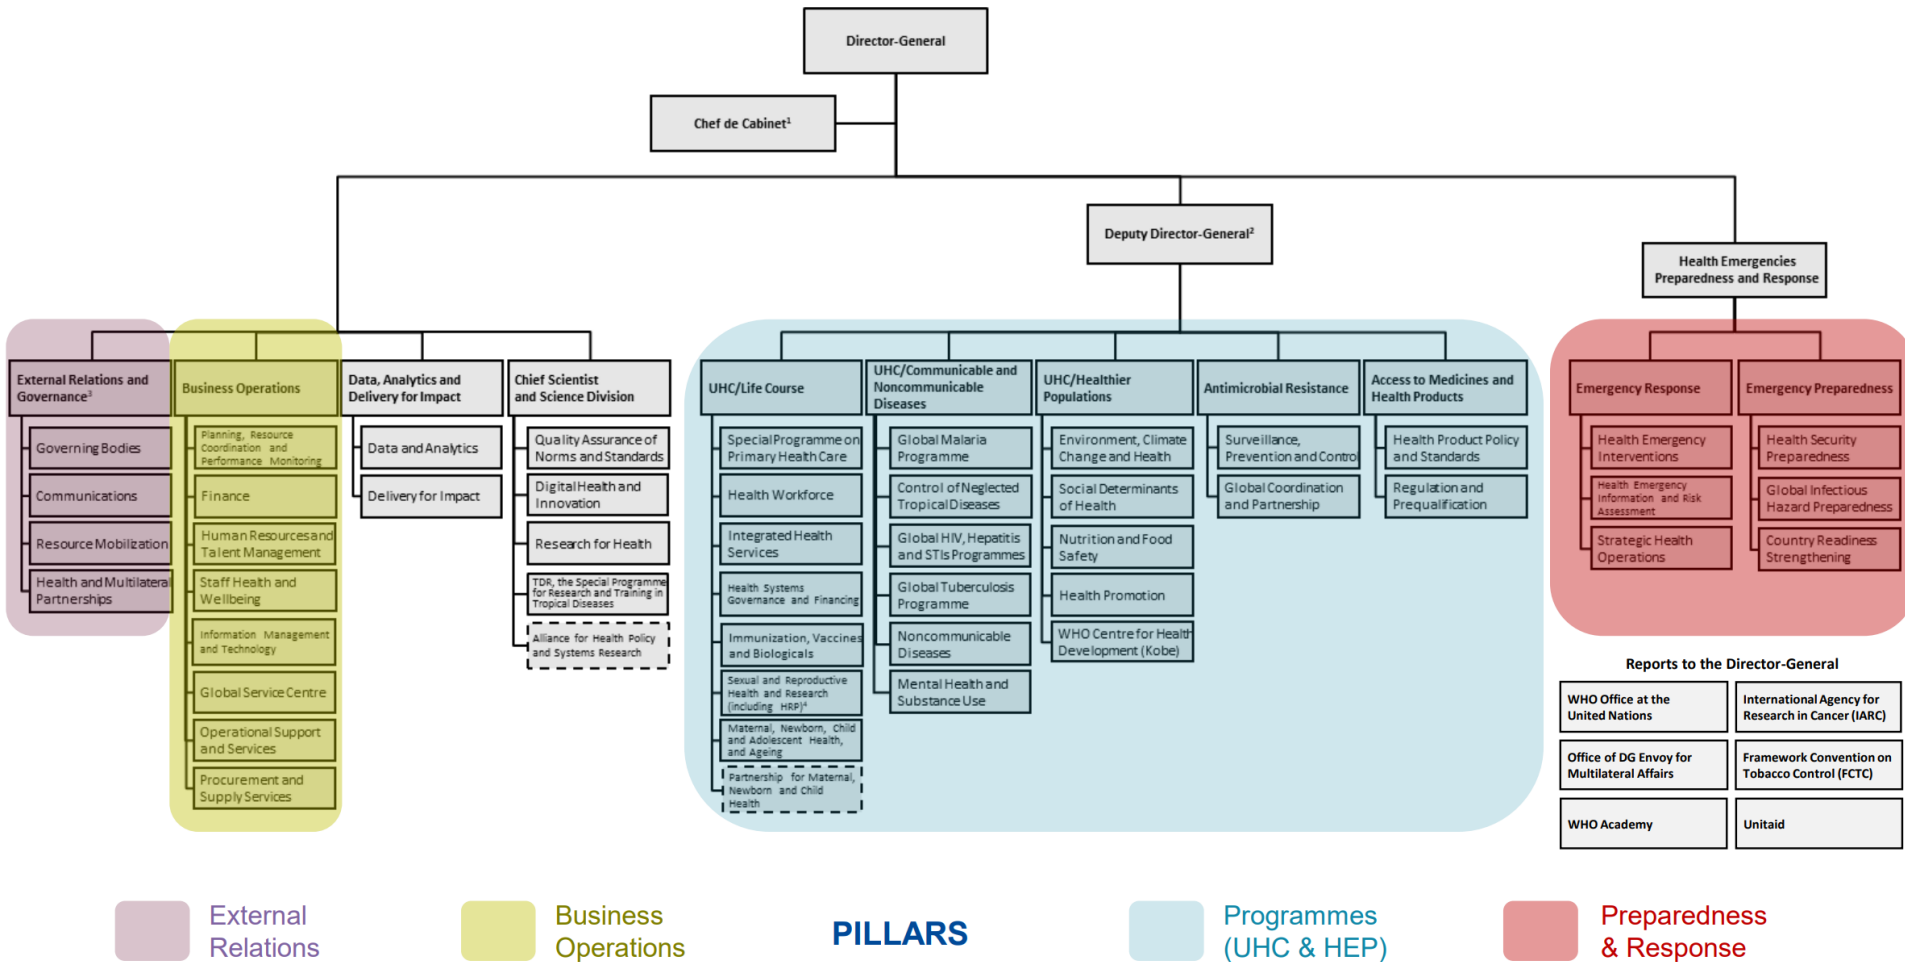 Director-General
Chef de Cabinet¹
Deputy Director-General²
Health Emergencies
Preparedness and Response
External Relations and
Governance³
Governing Bodies
Communications
Resource Mobilization
Health and Multilateral
Partnerships
Business Operations
Planning, Resource
Coordination and
Performance Monitoring
Finance
Human Resources and
Talent Management
Staff Health and
Wellbeing
Information Management
and Technology
Global Service Centre
Operational Support
and Services
Procurement and
Supply Services
Data, Analytics and
Delivery for Impact
Data and Analytics
Delivery for Impact
Chief Scientist
and Science Division
Quality Assurance of
Norms and Standards
Digital Health and
Innovation
Research for Health
TDR, the Special Programme
for Research and Training in
Tropical Diseases
Alliance for Health Policy
and Systems Research
UHC/Life Course
Special Programme on
Primary Health Care
Health Workforce
Integrated Health
Services
Health Systems
Governance and Financing
Immunization, Vaccines
and Biologicals
Sexual and Reproductive
Health and Research
(including HRP)⁴
Maternal, Newborn, Child
and Adolescent Health,
and Ageing
Partnership for Maternal,
Newborn and Child
Health
UHC/Communicable and
Noncommunicable
Diseases
Global Malaria
Programme
Control of Neglected
Tropical Diseases
Global HIV, Hepatitis
and STIs Programmes
Global Tuberculosis
Programme
Noncommunicable
Diseases
Mental Health and
Substance Use
UHC/Healthier
Populations
Environment, Climate
Change and Health
Social Determinants
of Health
Nutrition and Food
Safety
Health Promotion
WHO Centre for Health
Development (Kobe)
Antimicrobial Resistance
Surveillance,
Prevention and Control
Global Coordination
and Partnership
Access to Medicines and
Health Products
Health Product Policy
and Standards
Regulation and
Prequalification
Emergency Response
Health Emergency
Interventions
Health Emergency
Information and Risk
Assessment
Strategic Health
Operations
Emergency Preparedness
Health Security
Preparedness
Global Infectious
Hazard Preparedness
Country Readiness
Strengthening
Reports to the Director-General
WHO Office at the
United Nations
International Agency for
Research in Cancer (IARC)
Office of DG Envoy for
Multilateral Affairs
Framework Convention on
Tobacco Control (FCTC)
WHO Academy
Unitaid
External
Relations
Business
Operations
PILLARS
Programmes
(UHC & HEP)
Preparedness
& Response